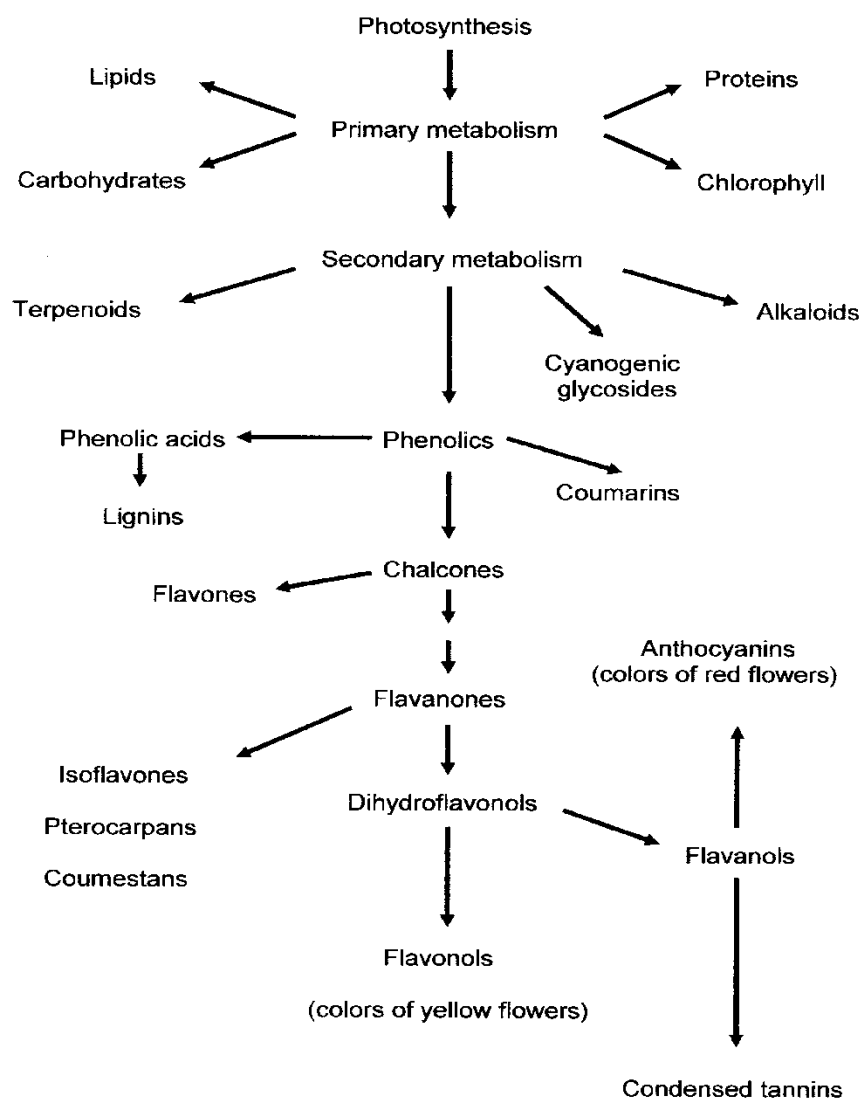 Photosynthesis
Lipids
Proteins
Primary metabolism
Carbohydrates
Chlorophyll
Secondary metabolism
Terpenoids
Alkaloids
Cyanogenic
glycosides
Phenolic acids
Phenolics
Coumarins
Lignins
Chalcones
Flavones
Anthocyanins
(colors of red flowers)
Flavanones
Isoflavones
Dihydroflavonols
Pterocarpans
Flavanols
Coumestans
Flavonols
(colors of yellow flowers)
Condensed tannins